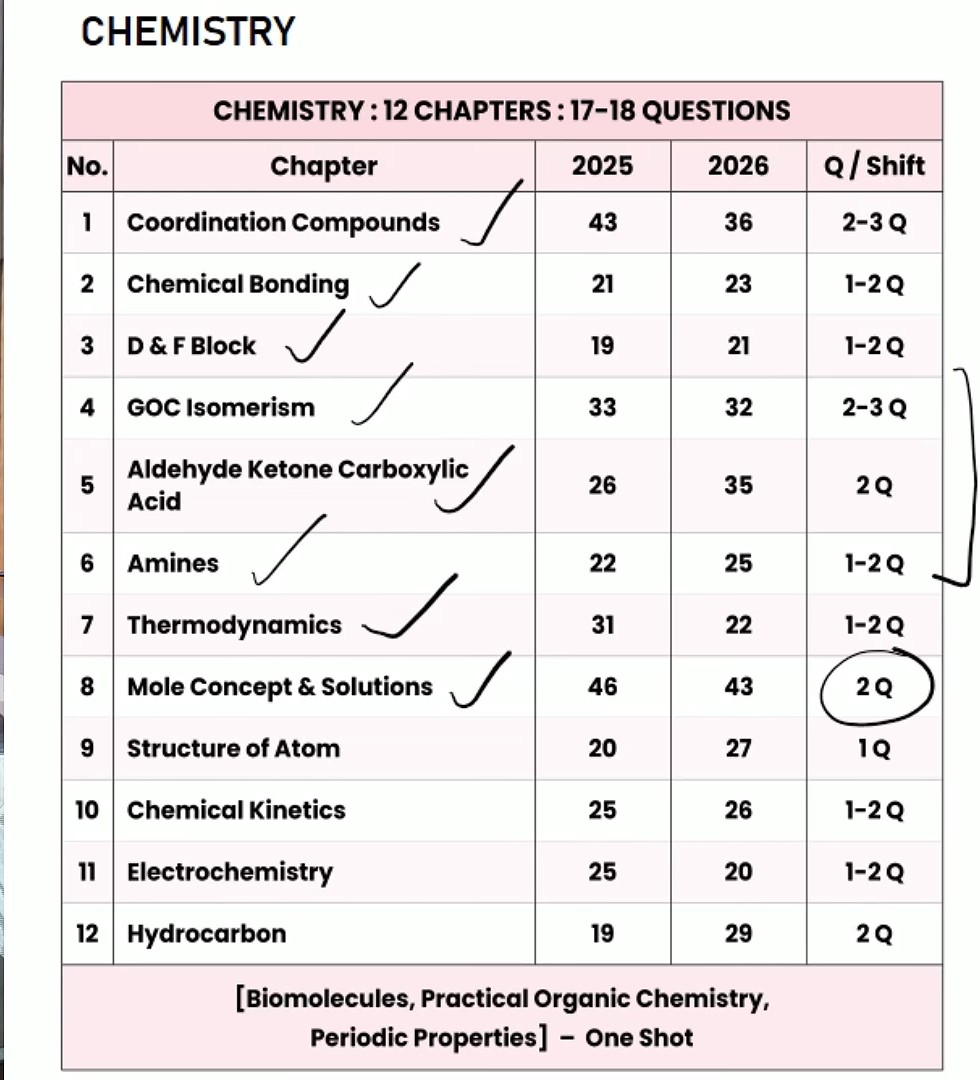 CHEMISTRY
CHEMISTRY : 12 CHAPTERS : 17-18 QUESTIONS
No. Chapter 2025 2026 Q / Shift
1 Coordination Compounds 43 36 2-3 Q
2 Chemical Bonding 21 23 1-2 Q
3 D & F Block 19 21 1-2 Q
4 GOC Isomerism 33 32 2-3 Q
5 Aldehyde Ketone Carboxylic
Acid 26 35 2 Q
6 Amines 22 25 1-2 Q
7 Thermodynamics 31 22 1-2 Q
8 Mole Concept & Solutions 46 43 2 Q
9 Structure of Atom 20 27 1 Q
10 Chemical Kinetics 25 26 1-2 Q
11 Electrochemistry 25 20 1-2 Q
12 Hydrocarbon 19 29 2 Q
[Biomolecules, Practical Organic Chemistry,
Periodic Properties] – One Shot